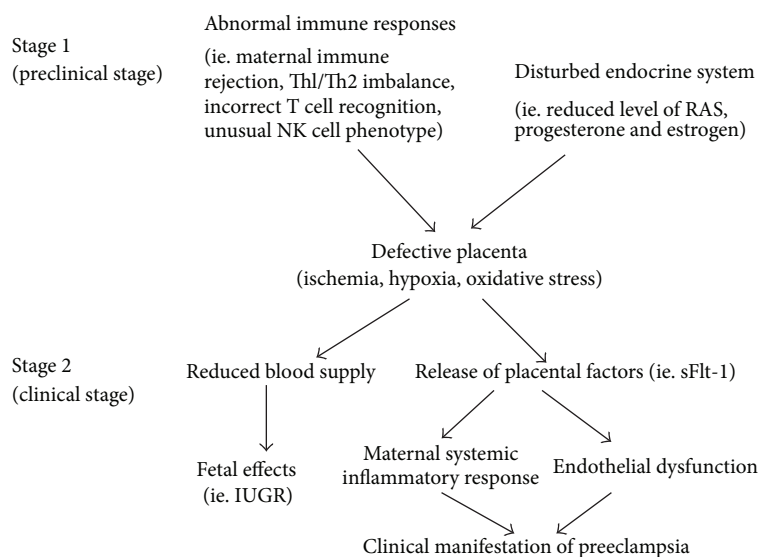 Stage 1
(preclinical stage)
Abnormal immune responses
(ie. maternal immune
rejection, Thl/Th2 imbalance,
incorrect T cell recognition,
unusual NK cell phenotype)
Disturbed endocrine system
(ie. reduced level of RAS,
progesterone and estrogen)
Defective placenta
(ischemia, hypoxia, oxidative stress)
Stage 2
(clinical stage)
Reduced blood supply
Release of placental factors (ie. sFlt-1)
Fetal effects
(ie. IUGR)
Maternal systemic
inflammatory response
Endothelial dysfunction
Clinical manifestation of preeclampsia